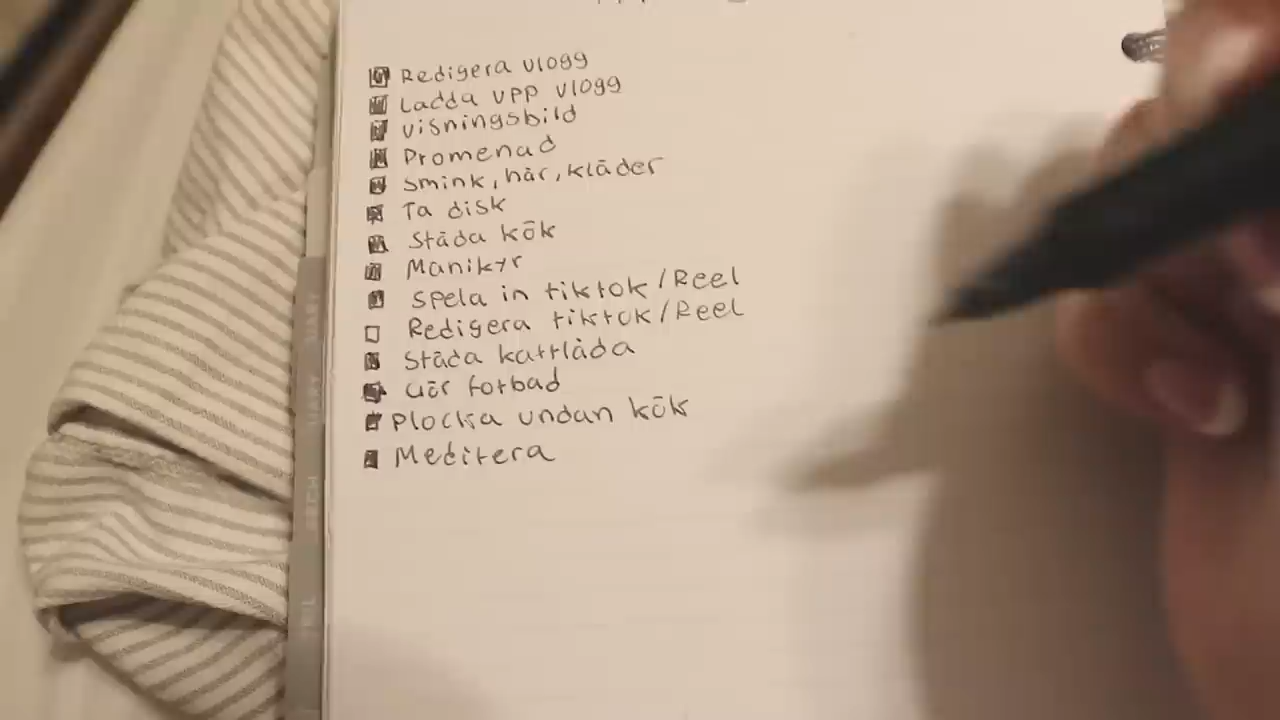 Redigera vlogg
Ladda upp vlogg
visningsbild
Promenad
Smink, hår, kläder
Ta disk
Städa kök
Manikyr
Spela in tiktok/Reel
Redigera tiktok/Reel
Städa kattlåda
Gör fotbad
Plocka undan kök
Meditera